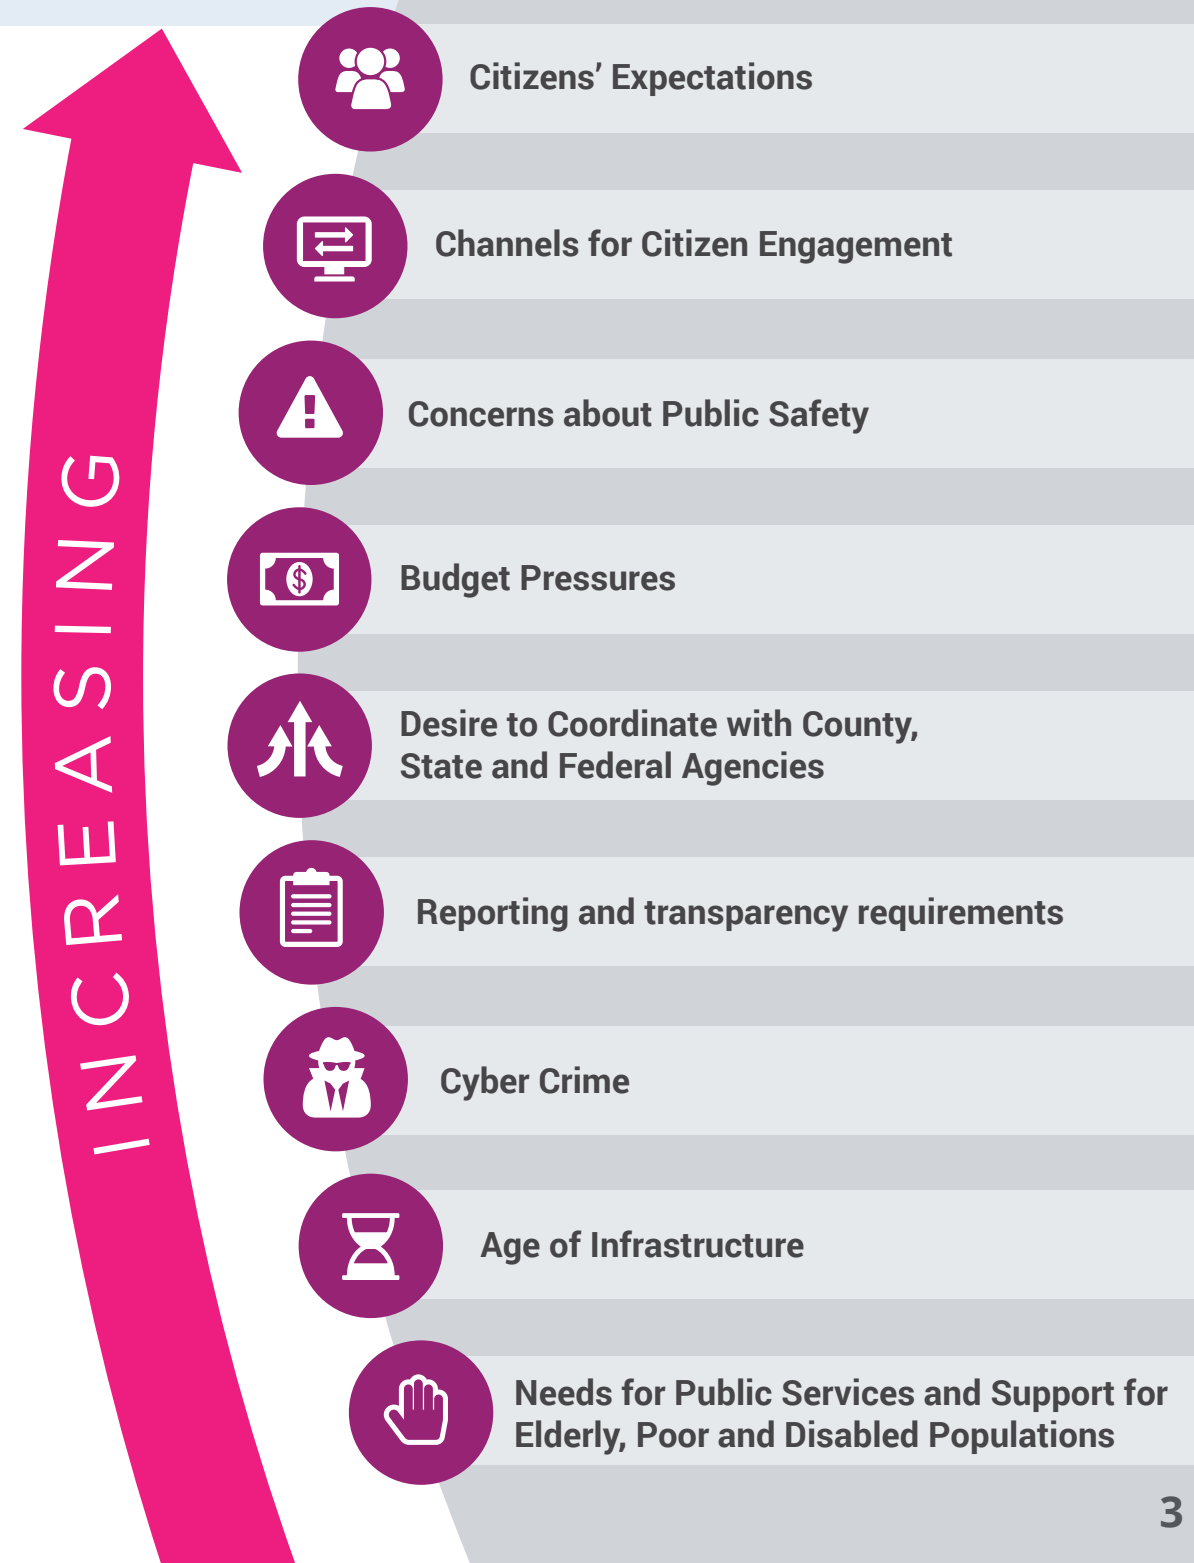 Citizens’ Expectations
Channels for Citizen Engagement
Concerns about Public Safety
Budget Pressures
Desire to Coordinate with County,
State and Federal Agencies
Reporting and transparency requirements
Cyber Crime
Age of Infrastructure
Needs for Public Services and Support for
Elderly, Poor and Disabled Populations
INCREASING
$
3